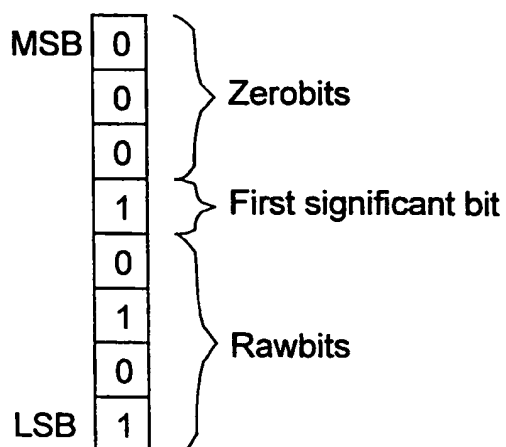 MSB 0
0 Zerobits
0
1 First significant bit
0
1
0 Rawbits
LSB 1